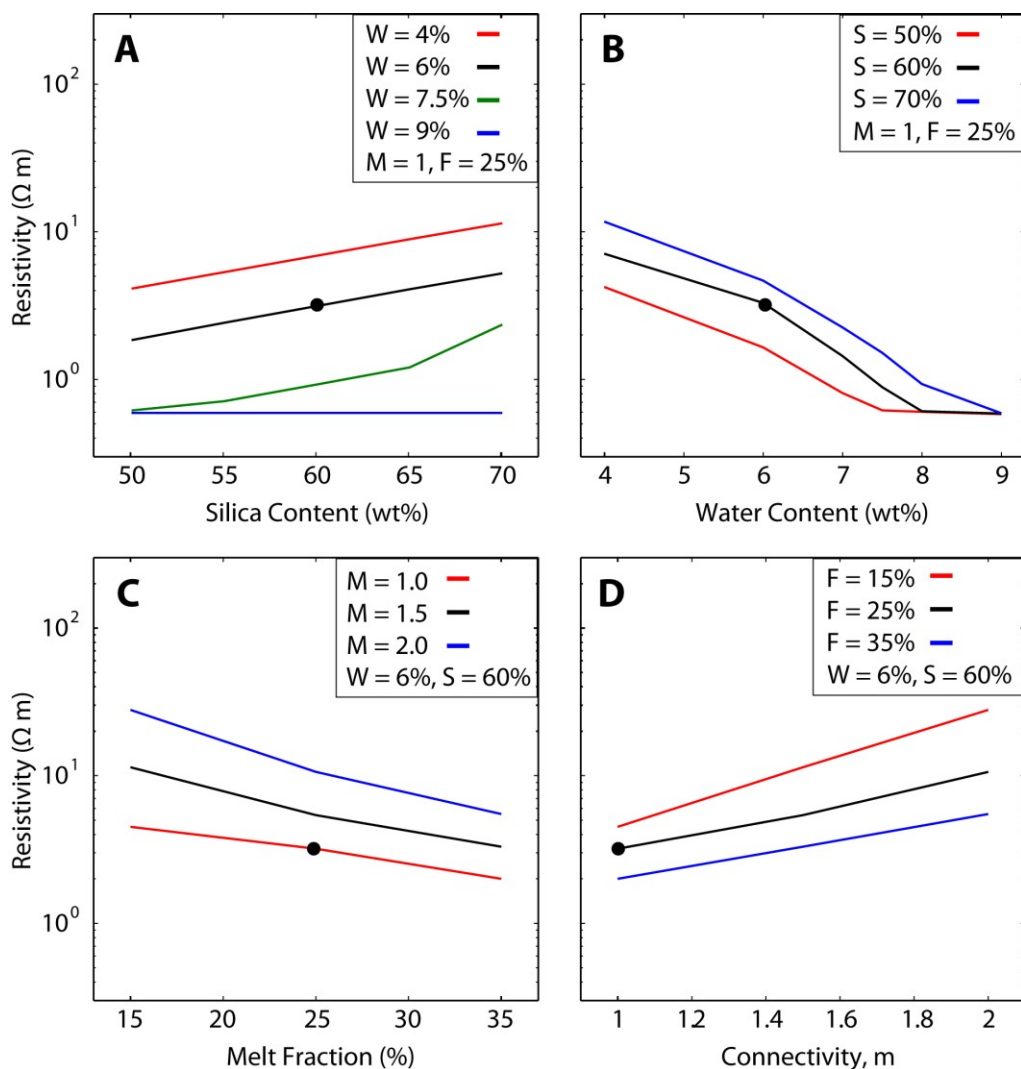 A
W = 4%
W = 6%
W = 7.5%
W = 9%
M = 1, F = 25%
10²
10¹
10⁰
Resistivity (Ω m)
50 55 60 65 70
Silica Content (wt%)
B
S = 50%
S = 60%
S = 70%
M = 1, F = 25%
4 5 6 7 8 9
Water Content (wt%)
C
M = 1.0
M = 1.5
M = 2.0
W = 6%, S = 60%
10²
10¹
10⁰
Resistivity (Ω m)
15 20 25 30 35
Melt Fraction (%)
D
F = 15%
F = 25%
F = 35%
W = 6%, S = 60%
1 12 1.4 1.6 1.8 2
Connectivity, m